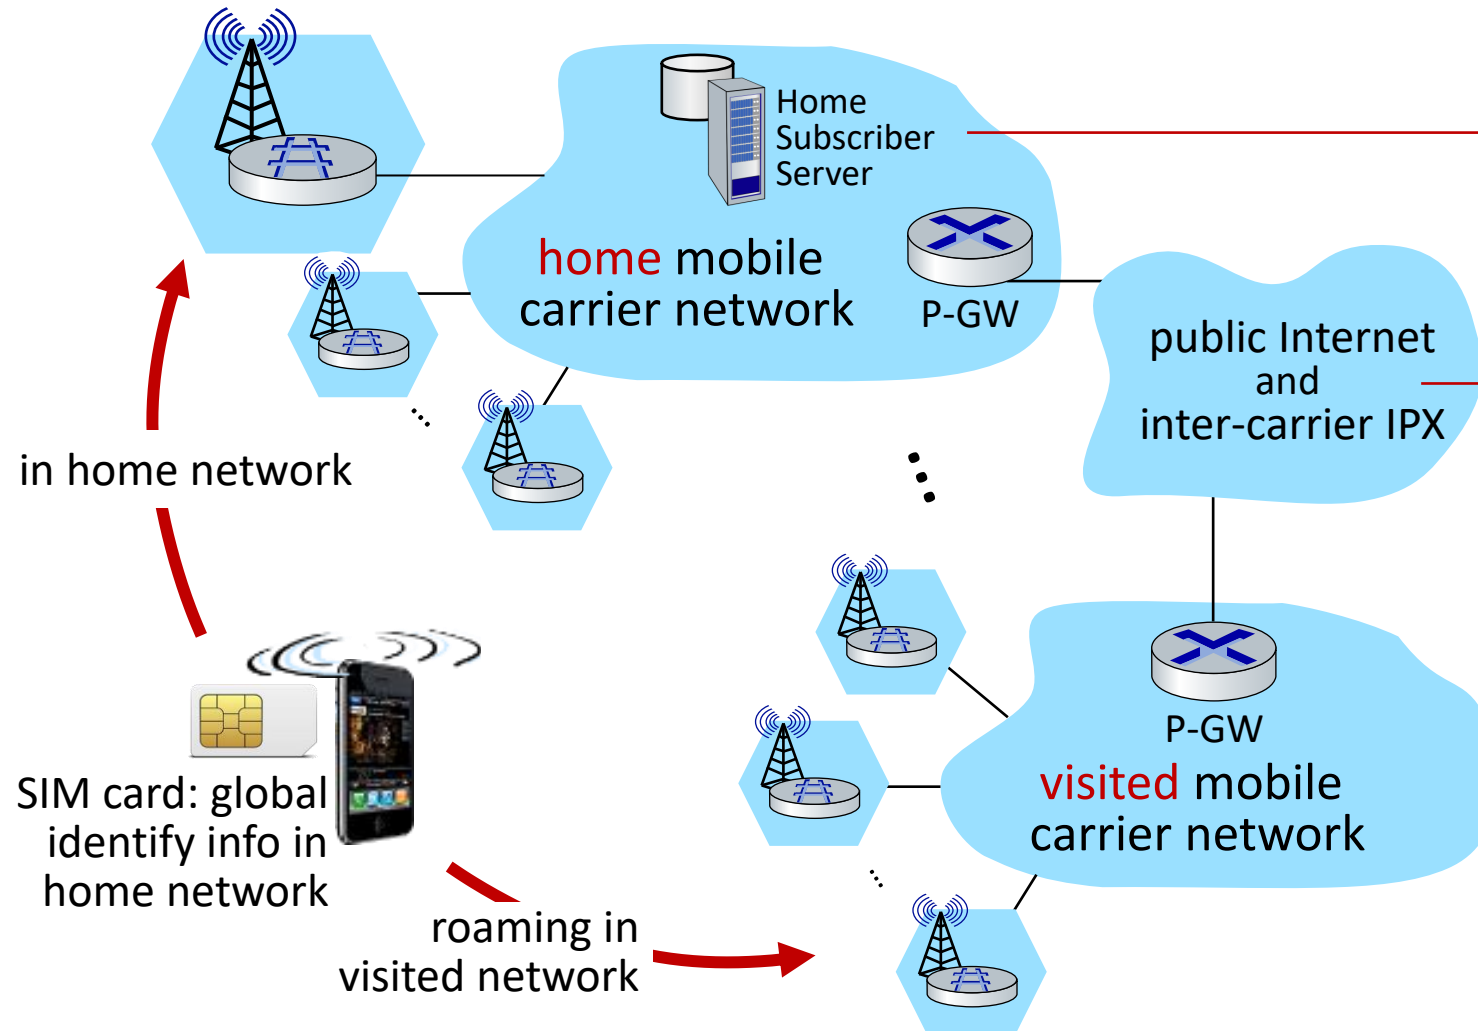 Home
Subscriber
Server
home mobile
carrier network
P-GW
public Internet
and
inter-carrier IPX
in home network
SIM card: global
identify info in
home network
P-GW
visited mobile
carrier network
roaming in
visited network